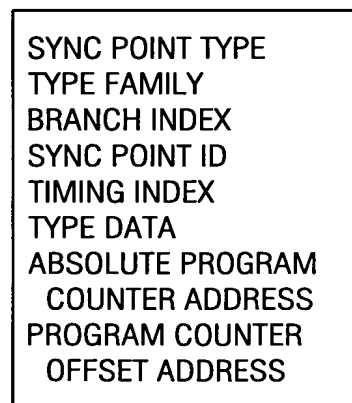 SYNC POINT TYPE
TYPE FAMILY
BRANCH INDEX
SYNC POINT ID
TIMING INDEX
TYPE DATA
ABSOLUTE PROGRAM
COUNTER ADDRESS
PROGRAM COUNTER
OFFSET ADDRESS